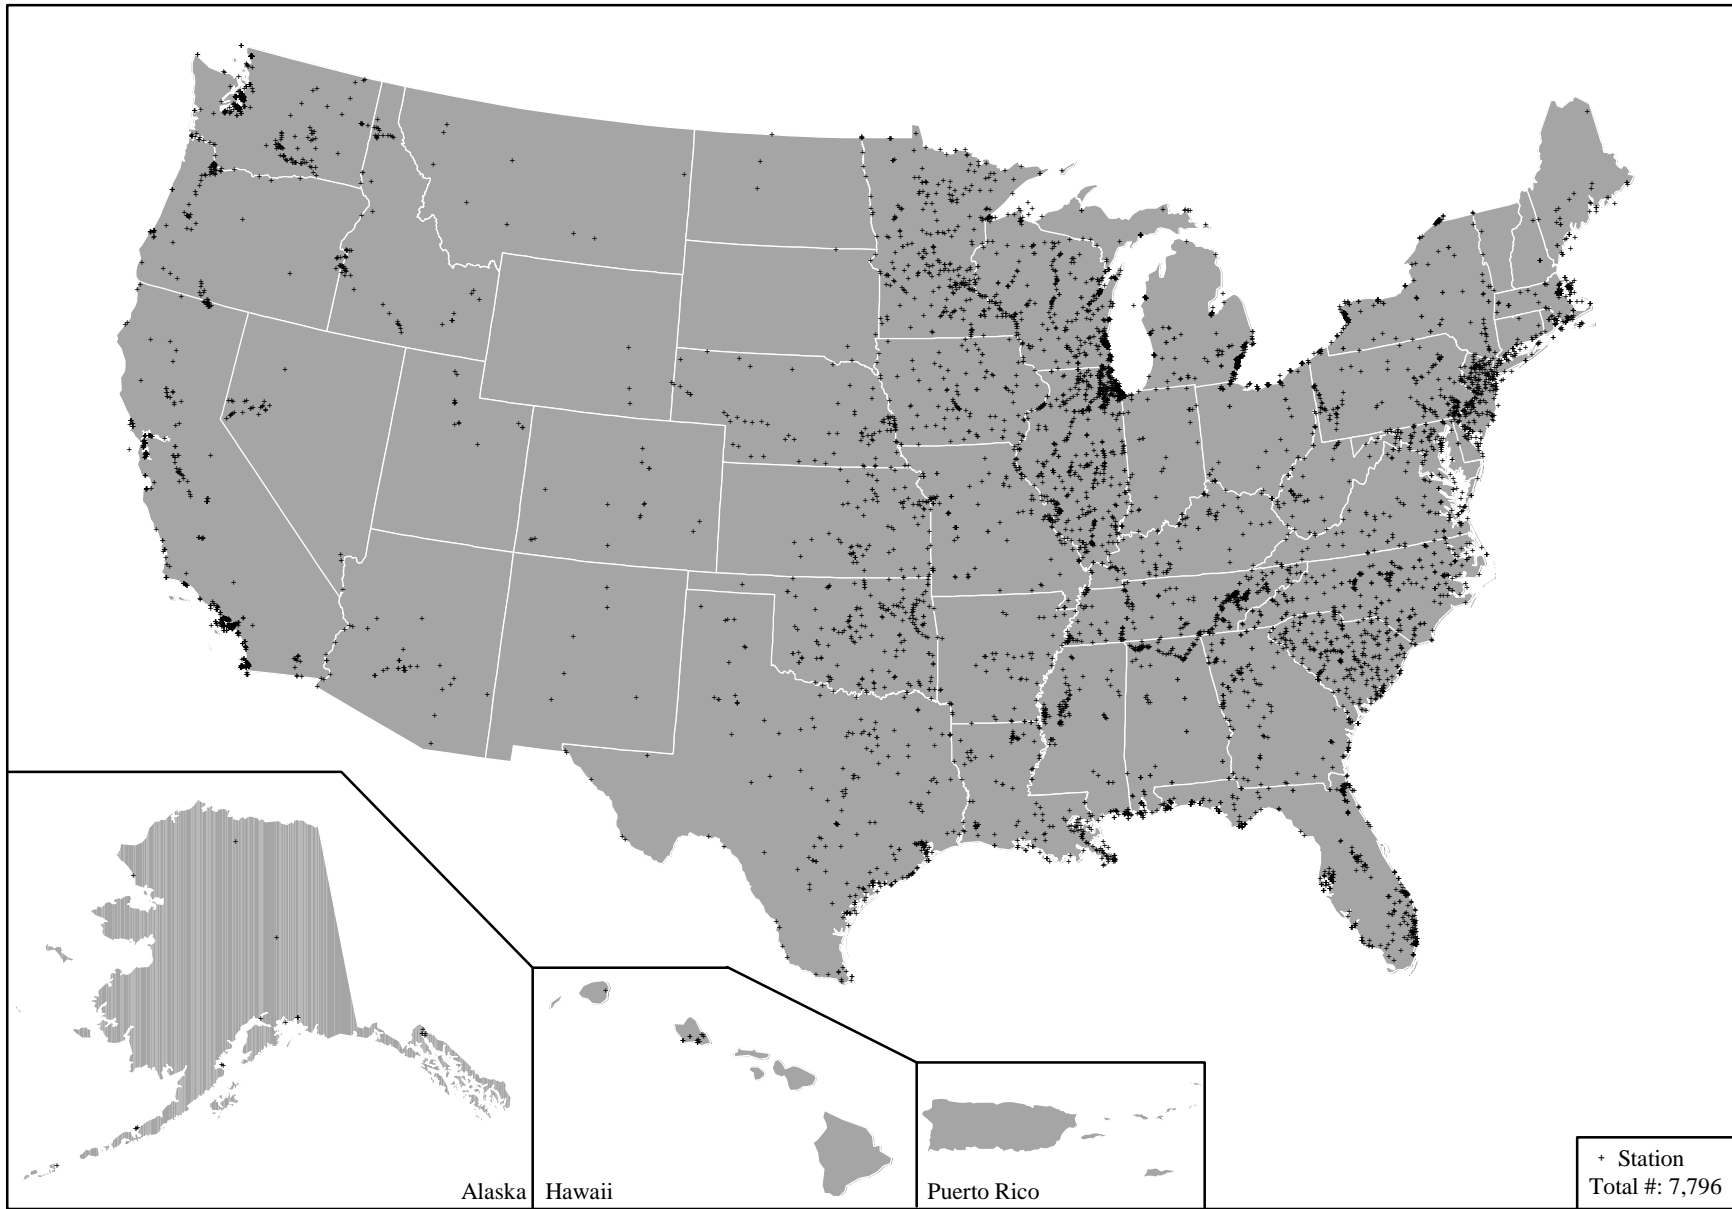 Alaska
Hawaii
Puerto Rico
+ Station
Total #: 7,796